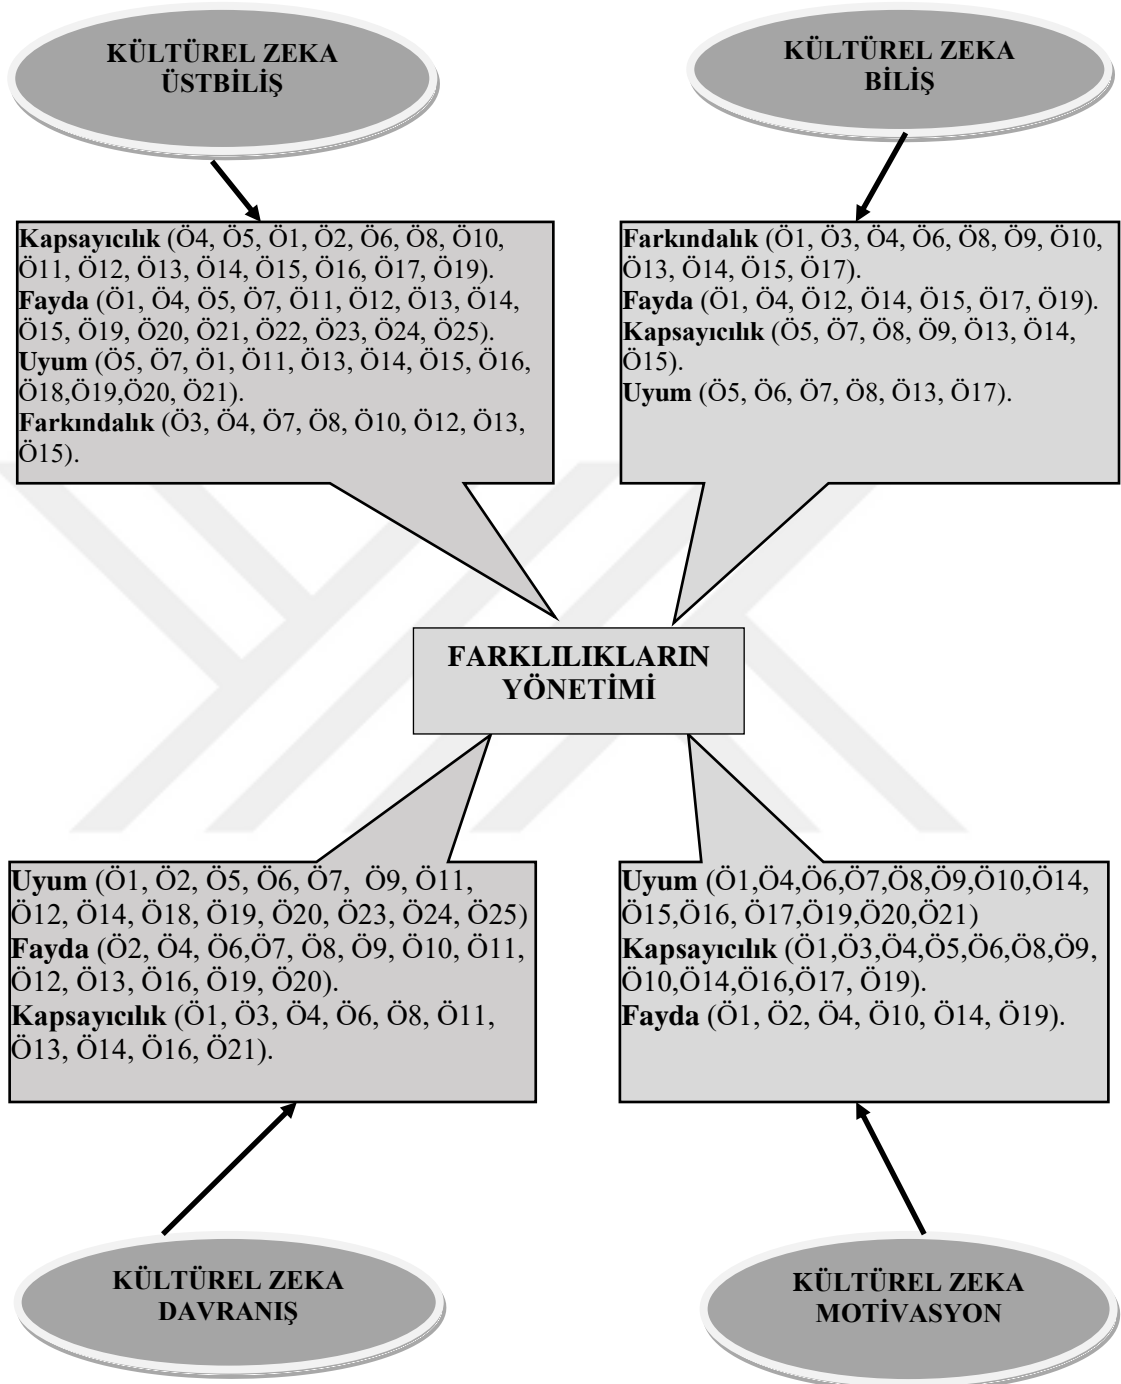 KÜLTÜREL ZEKA
ÜSTBİLİŞ
KÜLTÜREL ZEKA
BİLİŞ
Kapsayıcılık (Ö4, Ö5, Ö1, Ö2, Ö6, Ö8, Ö10,
Ö11, Ö12, Ö13, Ö14, Ö15, Ö16, Ö17, Ö19).
Fayda (Ö1, Ö4, Ö5, Ö7, Ö11, Ö12, Ö13, Ö14,
Ö15, Ö19, Ö20, Ö21, Ö22, Ö23, Ö24, Ö25).
Uyum (Ö5, Ö7, Ö1, Ö11, Ö13, Ö14, Ö15, Ö16,
Ö18,Ö19,Ö20, Ö21).
Farkındalık (Ö3, Ö4, Ö7, Ö8, Ö10, Ö12, Ö13,
Ö15).
Farkındalık (Ö1, Ö3, Ö4, Ö6, Ö8, Ö9, Ö10,
Ö13, Ö14, Ö15, Ö17).
Fayda (Ö1, Ö4, Ö12, Ö14, Ö15, Ö17, Ö19).
Kapsayıcılık (Ö5, Ö7, Ö8, Ö9, Ö13, Ö14,
Ö15).
Uyum (Ö5, Ö6, Ö7, Ö8, Ö13, Ö17).
FARKLILIKLARIN
YÖNETİMİ
Uyum (Ö1, Ö2, Ö5, Ö6, Ö7, Ö9, Ö11,
Ö12, Ö14, Ö18, Ö19, Ö20, Ö23, Ö24, Ö25)
Fayda (Ö2, Ö4, Ö6,Ö7, Ö8, Ö9, Ö10, Ö11,
Ö12, Ö13, Ö16, Ö19, Ö20).
Kapsayıcılık (Ö1, Ö3, Ö4, Ö6, Ö8, Ö11,
Ö13, Ö14, Ö16, Ö21).
Uyum (Ö1,Ö4,Ö6,Ö7,Ö8,Ö9,Ö10,Ö14,
Ö15,Ö16, Ö17,Ö19,Ö20,Ö21)
Kapsayıcılık (Ö1,Ö3,Ö4,Ö5,Ö6,Ö8,Ö9,
Ö10,Ö14,Ö16,Ö17, Ö19).
Fayda (Ö1, Ö2, Ö4, Ö10, Ö14, Ö19).
KÜLTÜREL ZEKA
DAVRANIŞ
KÜLTÜREL ZEKA
MOTİVASYON